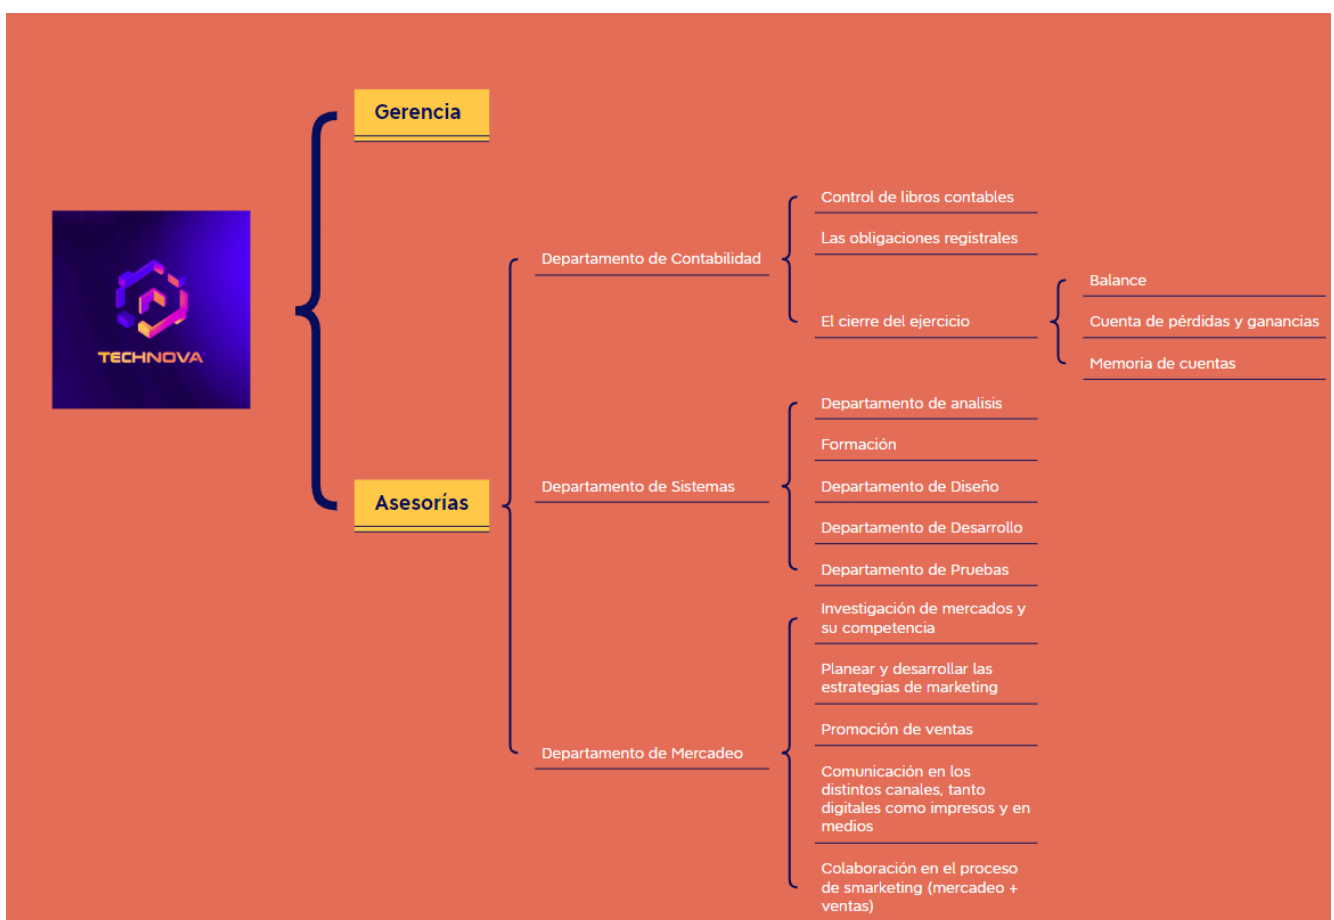 Gerencia
TECHNOVA
Asesorías
Departamento de Contabilidad
Control de libros contables
Las obligaciones registrales
El cierre del ejercicio
Balance
Cuenta de pérdidas y ganancias
Memoria de cuentas
Departamento de Sistemas
Departamento de analisis
Formación
Departamento de Diseño
Departamento de Desarrollo
Departamento de Pruebas
Departamento de Mercadeo
Investigación de mercados y
su competencia
Planear y desarrollar las
estrategias de marketing
Promoción de ventas
Comunicación en los
distintos canales, tanto
digitales como impresos y en
medios
Colaboración en el proceso
de smarketing (mercadeo +
ventas)